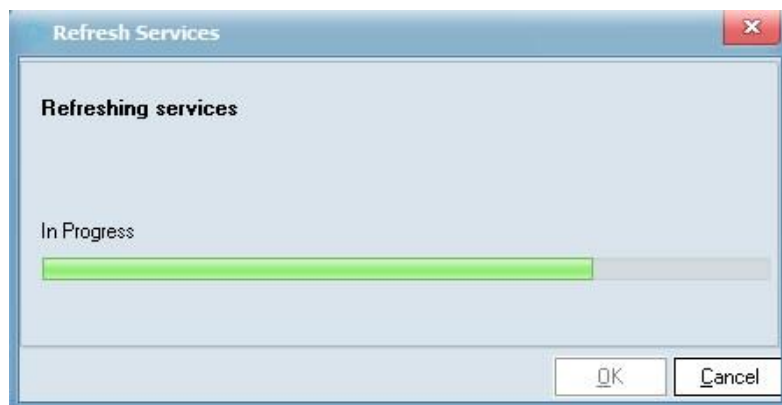 Refresh Services
Refreshing services
In Progress
OK
Cancel